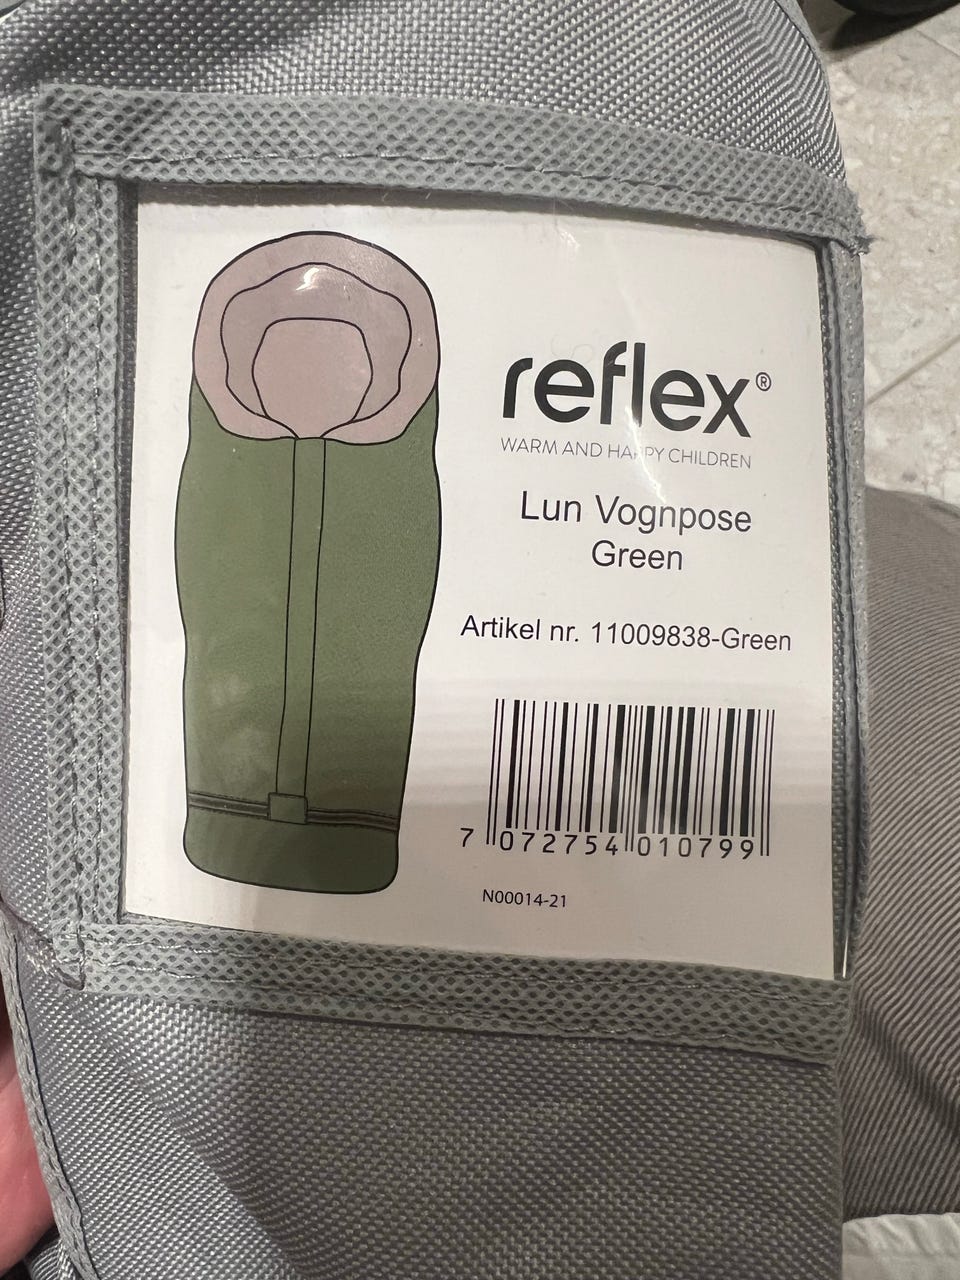 reflex®
WARM AND HAPPY CHILDREN
Lun Vognpose
Green
Artikel nr. 11009838-Green
7 072754 010799
N00014-21